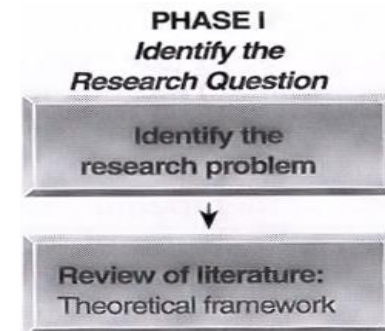 PHASE I
Identify the
Research Question
Identify the
research problem
Review of literature:
Theoretical framework